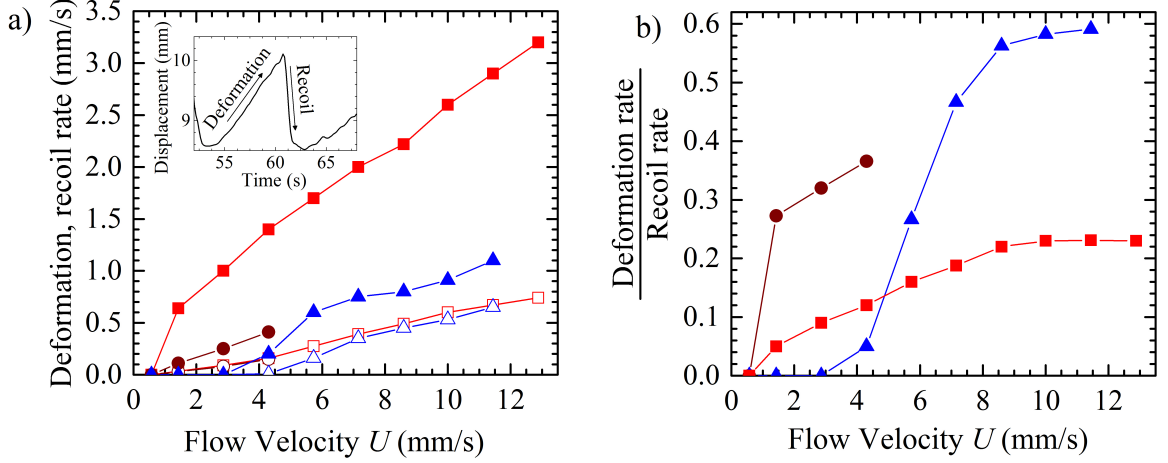 a)
Deformation, recoil rate (mm/s)
3.5
3.0
2.5
2.0
1.5
1.0
0.5
0.0
0 2 4 6 8 10 12
Flow Velocity U (mm/s)
Displacement (mm)
10
9
55 60 65
Time (s)
Deformation
Recoil
b)
Deformation rate
Recoil rate
0.6
0.5
0.4
0.3
0.2
0.1
0.0
0 2 4 6 8 10 12
Flow Velocity U (mm/s)